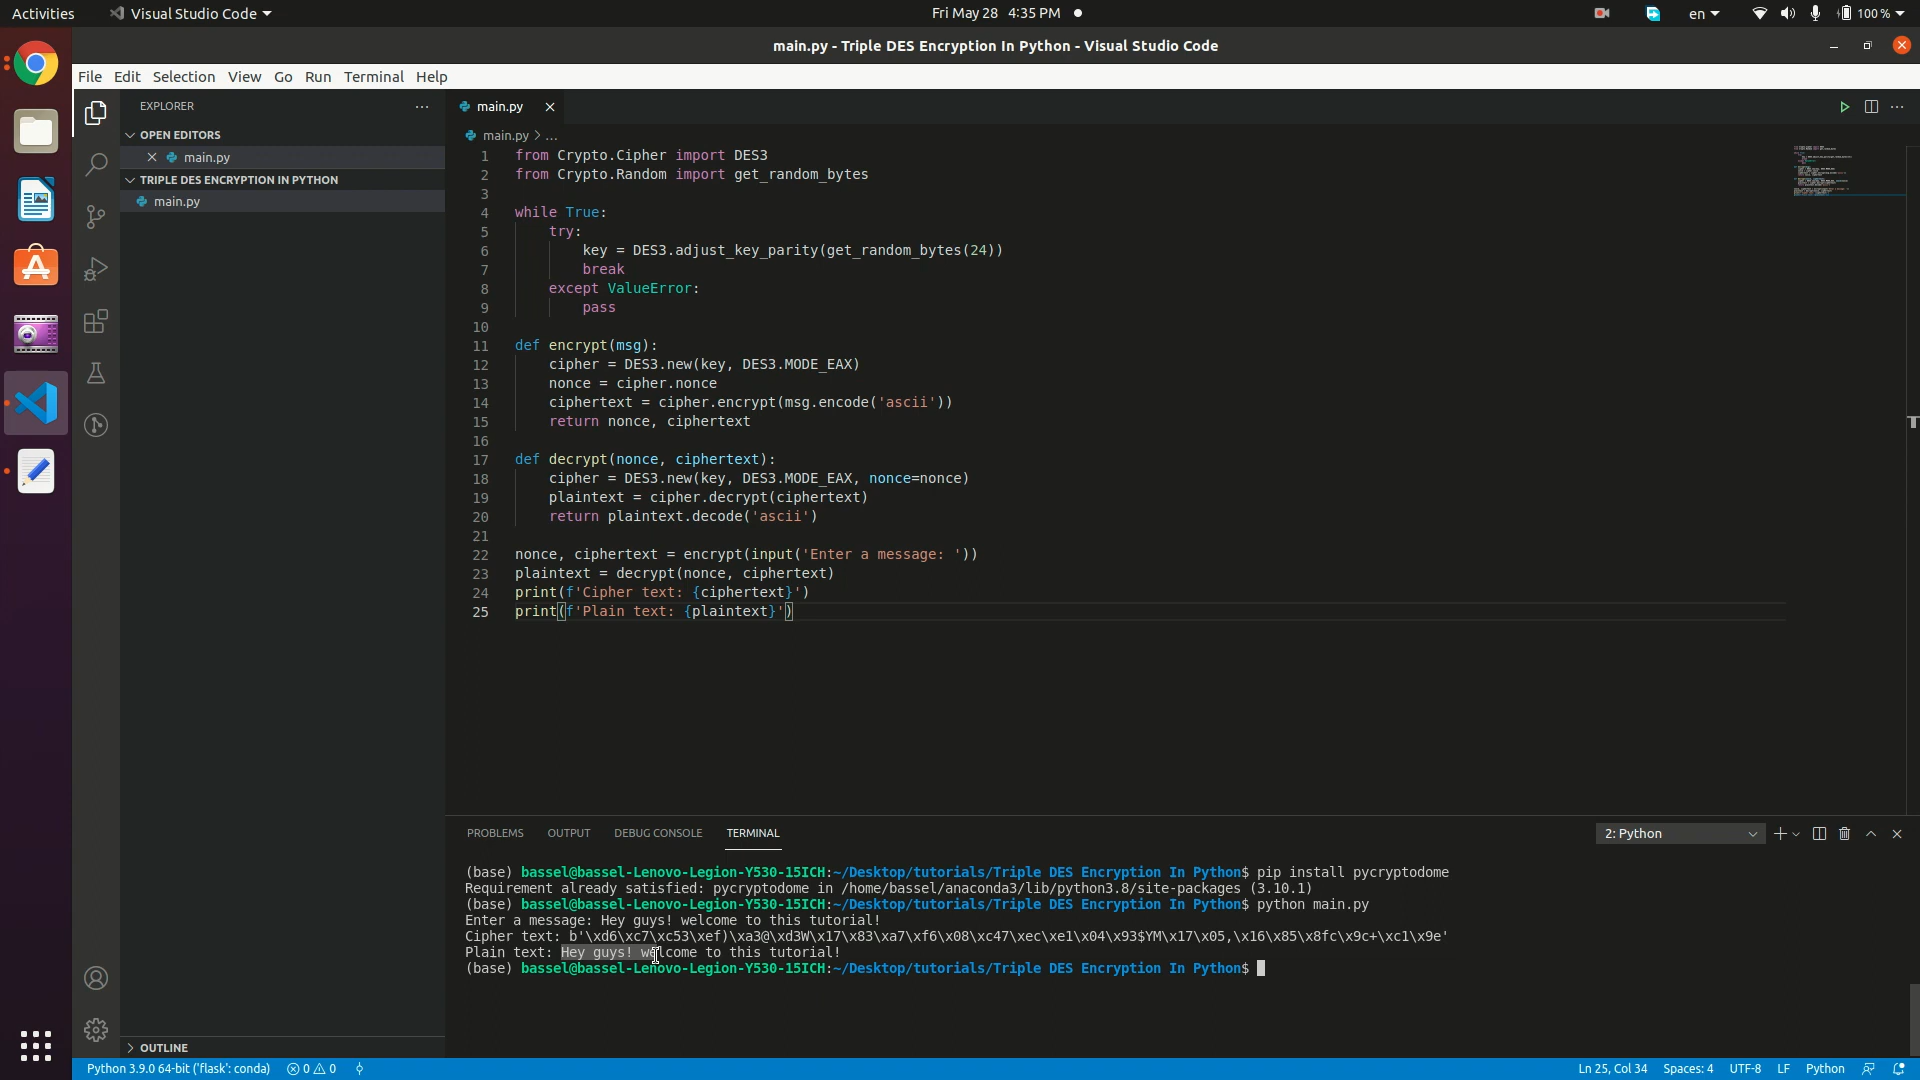 Activities
Visual Studio Code
Fri May 28 4:35 PM
en
100 %
main.py - Triple DES Encryption In Python - Visual Studio Code
File Edit Selection View Go Run Terminal Help
EXPLORER
OPEN EDITORS
main.py
TRIPLE DES ENCRYPTION IN PYTHON
main.py
OUTLINE
main.py
main.py > ...
1 from Crypto.Cipher import DES3
2 from Crypto.Random import get_random_bytes
3
4 while True:
5 try:
6 key = DES3.adjust_key_parity(get_random_bytes(24))
7 break
8 except ValueError:
9 pass
10
11 def encrypt(msg):
12 cipher = DES3.new(key, DES3.MODE_EAX)
13 nonce = cipher.nonce
14 ciphertext = cipher.encrypt(msg.encode('ascii'))
15 return nonce, ciphertext
16
17 def decrypt(nonce, ciphertext):
18 cipher = DES3.new(key, DES3.MODE_EAX, nonce=nonce)
19 plaintext = cipher.decrypt(ciphertext)
20 return plaintext.decode('ascii')
21
22 nonce, ciphertext = encrypt(input('Enter a message: '))
23 plaintext = decrypt(nonce, ciphertext)
24 print(f'Cipher text: {ciphertext}')
25 print(f'Plain text: {plaintext}')
PROBLEMS OUTPUT DEBUG CONSOLE TERMINAL
2: Python
(base) bassel@bassel-Lenovo-Legion-Y530-15ICH:~/Desktop/tutorials/Triple DES Encryption In Python$ pip install pycryptodome
Requirement already satisfied: pycryptodome in /home/bassel/anaconda3/lib/python3.8/site-packages (3.10.1)
(base) bassel@bassel-Lenovo-Legion-Y530-15ICH:~/Desktop/tutorials/Triple DES Encryption In Python$ python main.py
Enter a message: Hey guys! welcome to this tutorial!
Cipher text: b'\xd6\xc7\xc53\xef)\xa3@\xd3W\x17\x83\xa7\xf6\x08\xc47\xec\xe1\x04\x93$YM\x17\x05,\x16\x85\x8fc\x9c+\xc1\x9e'
Plain text: Hey guys! welcome to this tutorial!
(base) bassel@bassel-Lenovo-Legion-Y530-15ICH:~/Desktop/tutorials/Triple DES Encryption In Python$
Python 3.9.0 64-bit ('flask': conda) 0 0
Ln 25, Col 34 Spaces: 4 UTF-8 LF Python